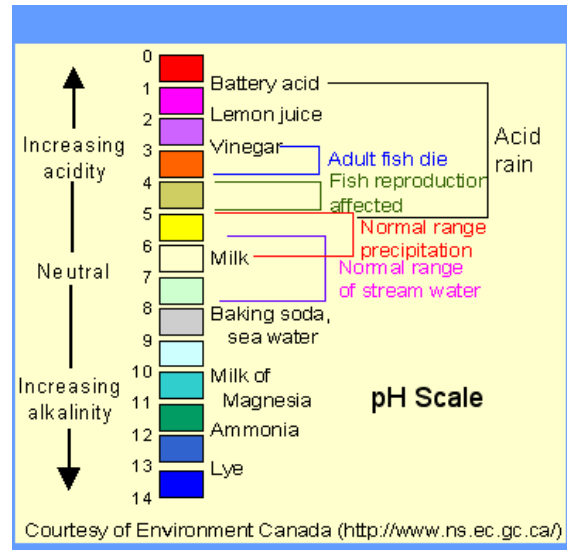 0
Battery acid
1
Lemon juice
2
Vinegar
3
4
5
6
Milk
7
8
Baking soda,
sea water
9
10
Milk of
Magnesia
11
Ammonia
12
13
Lye
14
Increasing
acidity
Neutral
Increasing
alkalinity
Adult fish die
Fish reproduction
affected
Normal range
precipitation
Normal range
of stream water
Acid
rain
pH Scale
Courtesy of Environment Canada (http://www.ns.ec.gc.ca/)